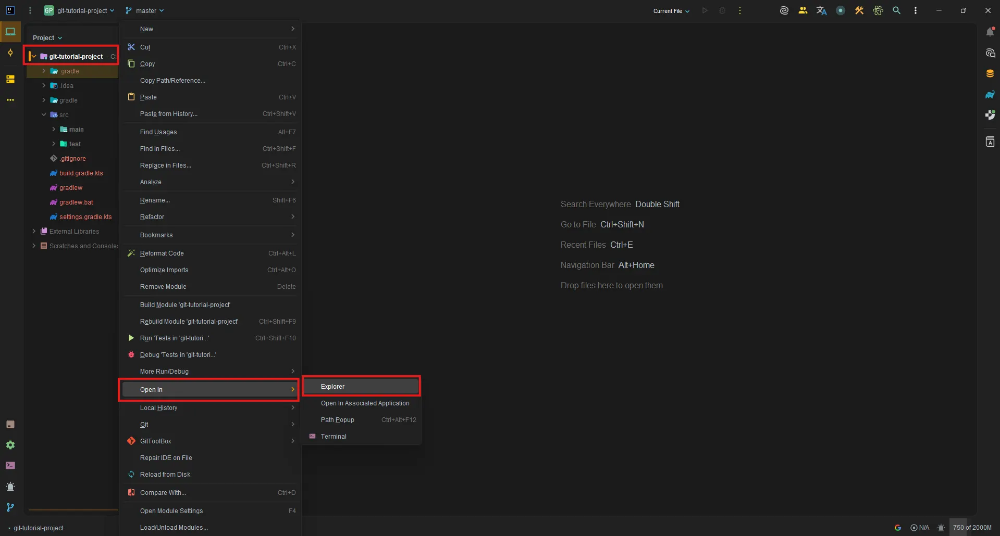 GP git-tutorial-project
master
Current File
Project
git-tutorial-project - C:
.gradle
.idea
gradle
src
main
test
.gitignore
build.gradle.kts
gradlew
gradlew.bat
settings.gradle.kts
External Libraries
Scratches and Consoles
New
Cut Ctrl+X
Copy Ctrl+C
Copy Path/Reference...
Paste Ctrl+V
Paste from History... Ctrl+Shift+V
Find Usages Alt+F7
Find in Files... Ctrl+Shift+F
Replace in Files... Ctrl+Shift+R
Analyze
Rename... Shift+F6
Refactor
Bookmarks
Reformat Code Ctrl+Alt+L
Optimize Imports Ctrl+Alt+O
Remove Module Delete
Build Module 'git-tutorial-project'
Rebuild Module 'git-tutorial-project' Ctrl+Shift+F9
Run 'Tests in 'git-tutori...' Ctrl+Shift+F10
Debug 'Tests in 'git-tutori...'
More Run/Debug
Open In
Local History
Git
GitToolBox
Repair IDE on File
Reload from Disk
Compare With... Ctrl+D
Open Module Settings F4
Load/Unload Modules...
Explorer
Open In Associated Application
Path Popup Ctrl+Alt+F12
Terminal
Search Everywhere Double Shift
Go to File Ctrl+Shift+N
Recent Files Ctrl+E
Navigation Bar Alt+Home
Drop files here to open them
git-tutorial-project
N/A
750 of 2000M